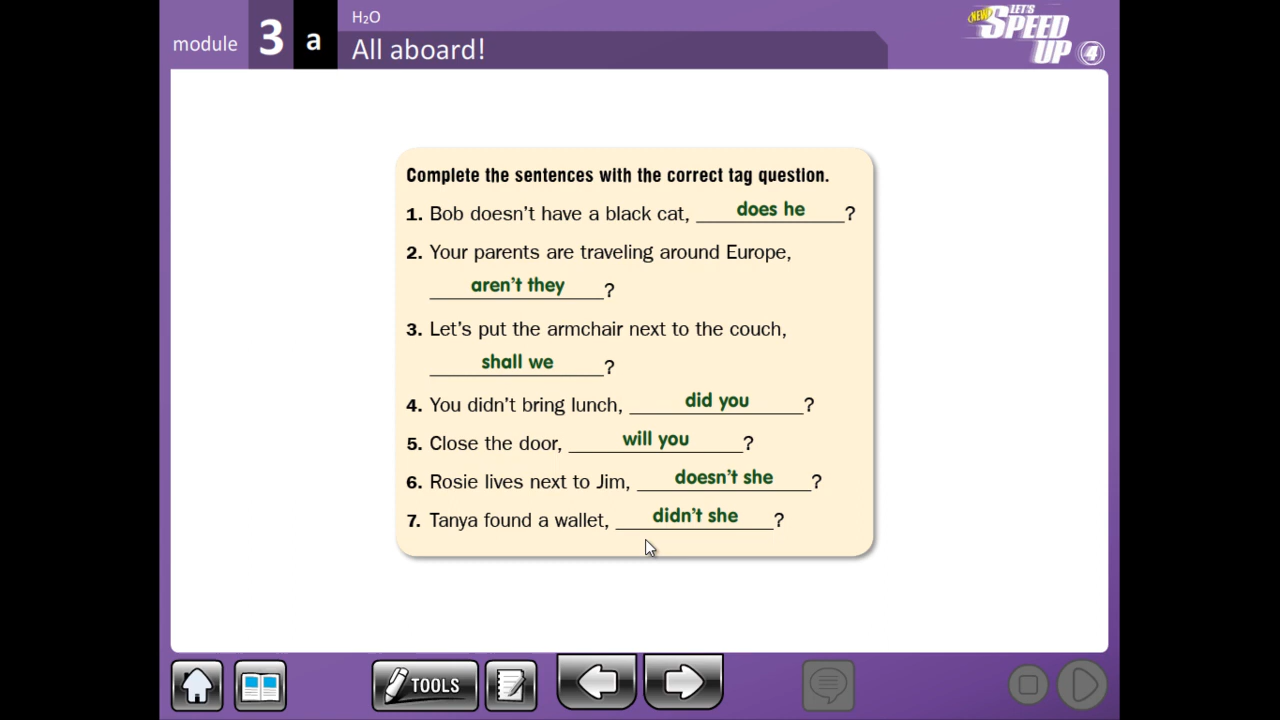 H₂O
module 3 a All aboard!
NEW LET'S SPEED UP 4
Complete the sentences with the correct tag question.
1. Bob doesn't have a black cat, does he ?
2. Your parents are traveling around Europe,
aren't they ?
3. Let's put the armchair next to the couch,
shall we ?
4. You didn't bring lunch, did you ?
5. Close the door, will you ?
6. Rosie lives next to Jim, doesn't she ?
7. Tanya found a wallet, didn't she ?
TOOLS